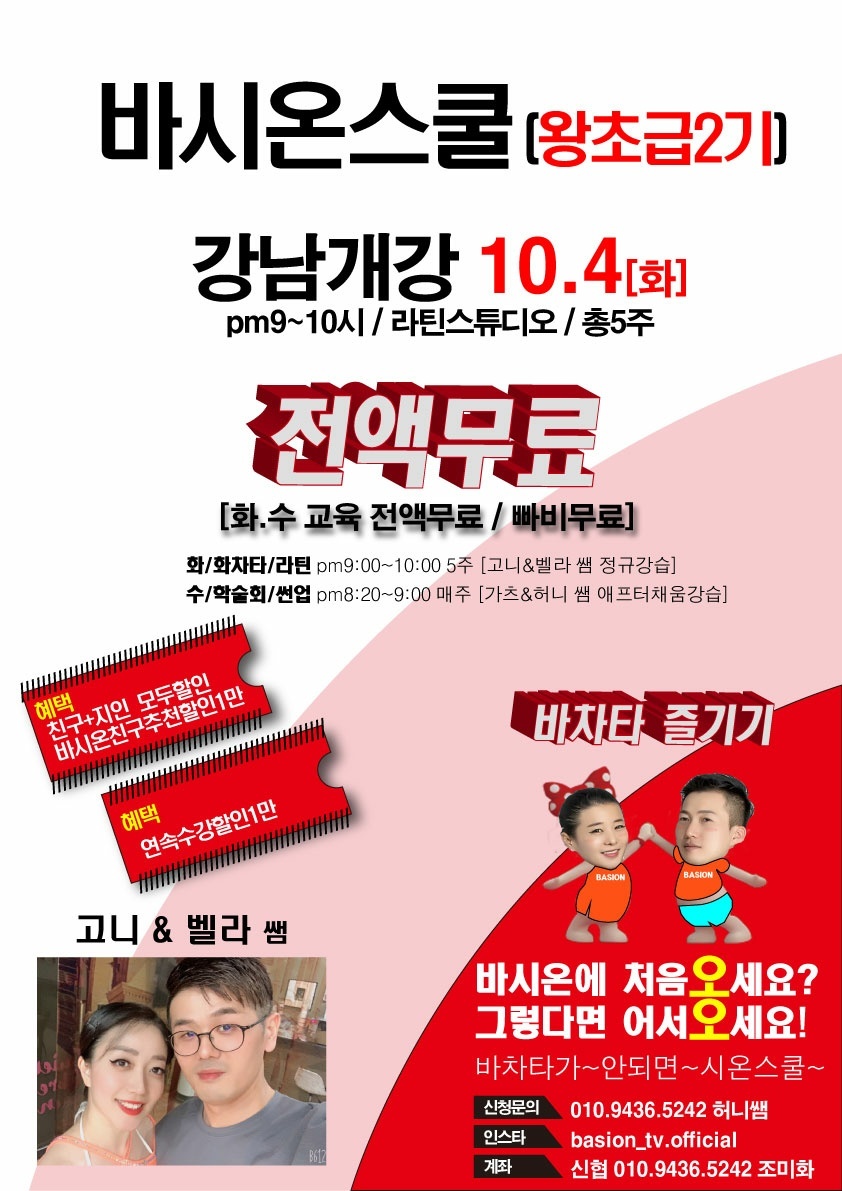 바시온스쿨 [왕초급2기]
강남개강 10.4[화]
pm9~10시 / 라틴스튜디오 / 총5주
전액무료
[화.수 교육 전액무료 / 빠비무료]
화/화차타/라틴 pm9:00~10:00 5주 [고니&벨라 쌤 정규강습]
수/학술회/썬업 pm8:20~9:00 매주 [가츠&허니 쌤 애프터채움강습]
혜택
친구+지인 모두할인
바시온친구추천할인1만
혜택
연속수강할인1만
고니 & 벨라 쌤
B612
바차타 즐기기
BASION
BASION
바시온에 처음오세요?
그렇다면 어서오세요!
바차타가~안되면~시온스쿨~
신청문의 010.9436.5242 허니쌤
인스타 basion_tv.official
계좌 신협 010.9436.5242 조미화